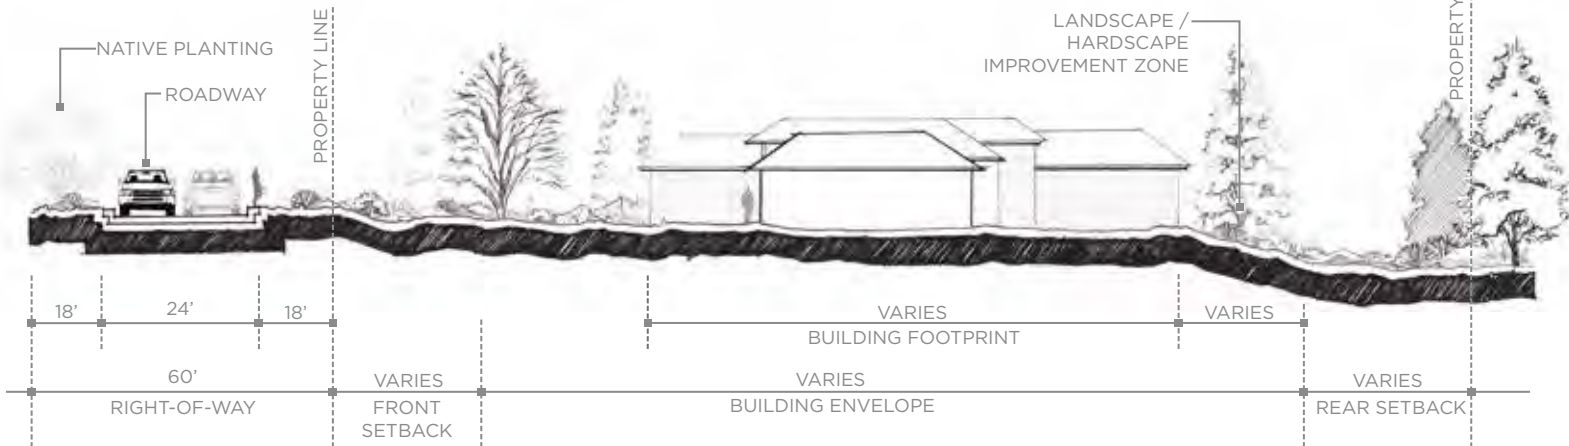 NATIVE PLANTING
ROADWAY
PROPERTY LINE
LANDSCAPE /
HARDSCAPE
IMPROVEMENT ZONE
PROPERTY
18’
24’
18’
VARIES
BUILDING FOOTPRINT
VARIES
60’
RIGHT-OF-WAY
VARIES
FRONT
SETBACK
VARIES
BUILDING ENVELOPE
VARIES
REAR SETBACK